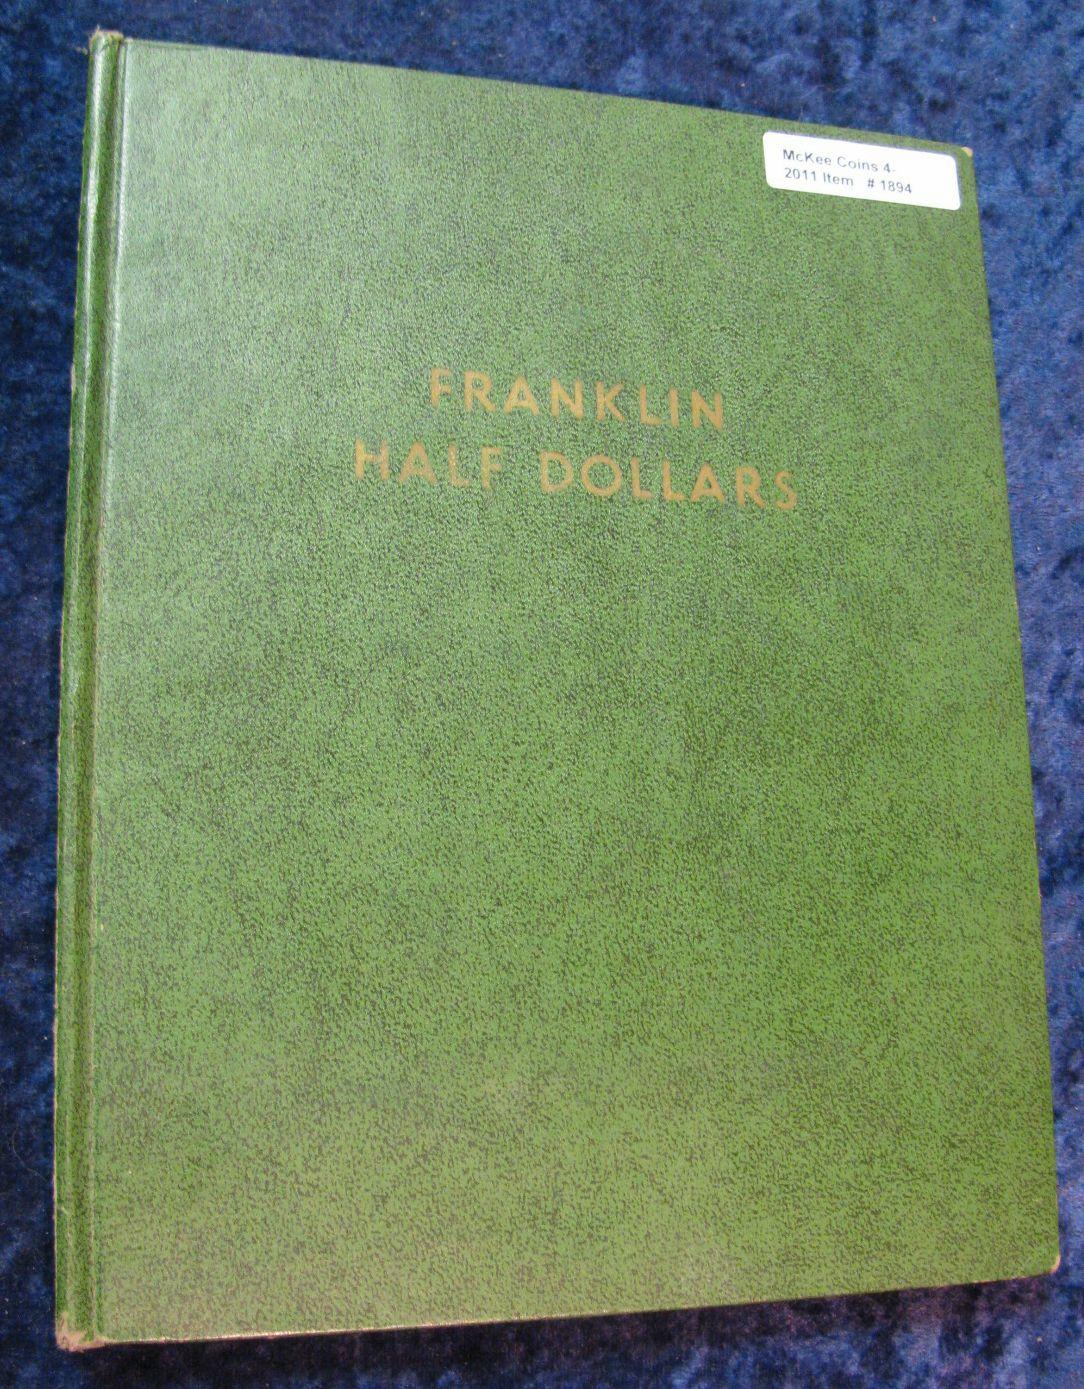 McKee Coins 4-
2011 Item # 1894
FRANKLIN
HALF DOLLARS